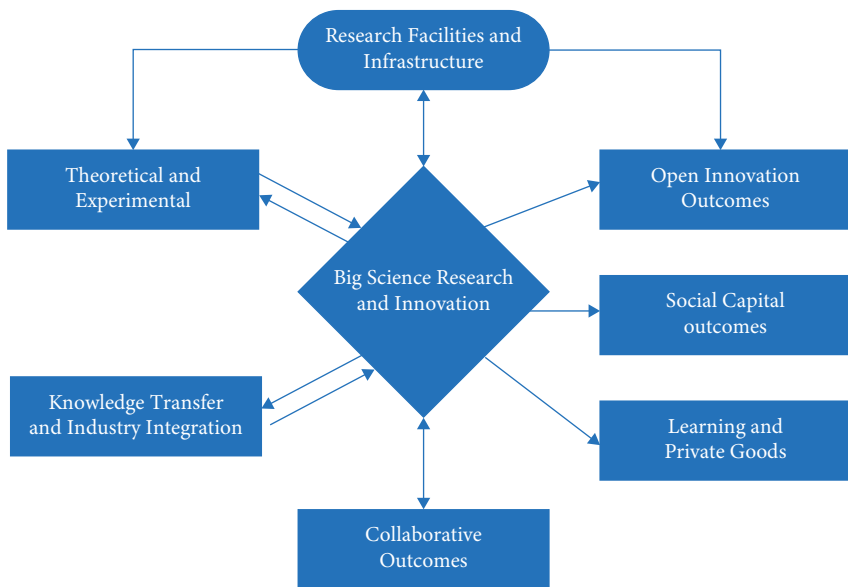 Research Facilities and
Infrastructure
Theoretical and
Experimental
Open Innovation
Outcomes
Big Science Research
and Innovation
Social Capital
outcomes
Knowledge Transfer
and Industry Integration
Learning and
Private Goods
Collaborative
Outcomes